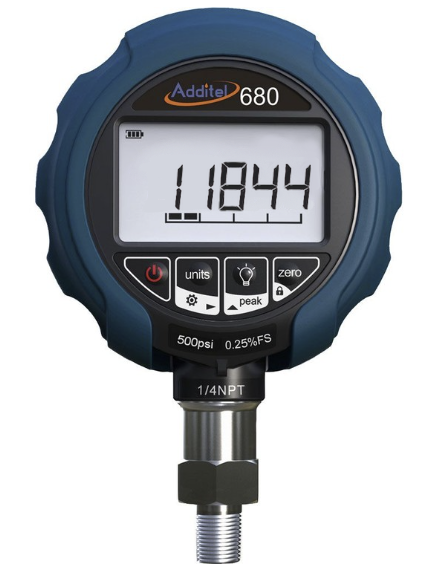 Additel 680
1.1844
units
zero
peak
500psi 0.25%FS
1/4NPT